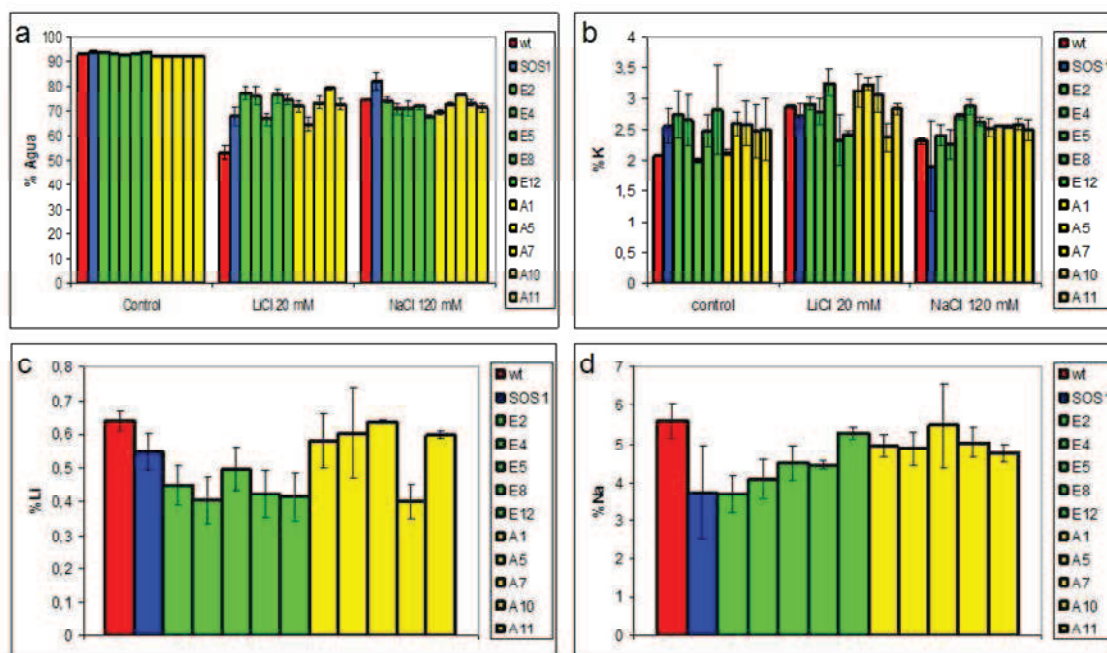 a
100
90
80
70
60
50
40
30
20
10
0
% Água
Control
LiCl 20 mM
NaCl 120 mM
wt
SOS1
E2
E4
E5
E8
E12
A1
A5
A7
A10
A11
b
4
3,5
3
2,5
2
1,5
1
0,5
0
%K
control
LiCl 20 mM
NaCl 120 mM
wt
SOS1
E2
E4
E5
E8
E12
A1
A5
A7
A10
A11
c
0,8
0,7
0,6
0,5
0,4
0,3
0,2
0,1
0
%Li
wt
SOS1
E2
E4
E5
E8
E12
A1
A5
A7
A10
A11
d
7
6
5
4
3
2
1
0
%Na
wt
SOS1
E2
E4
E5
E8
E12
A1
A5
A7
A10
A11